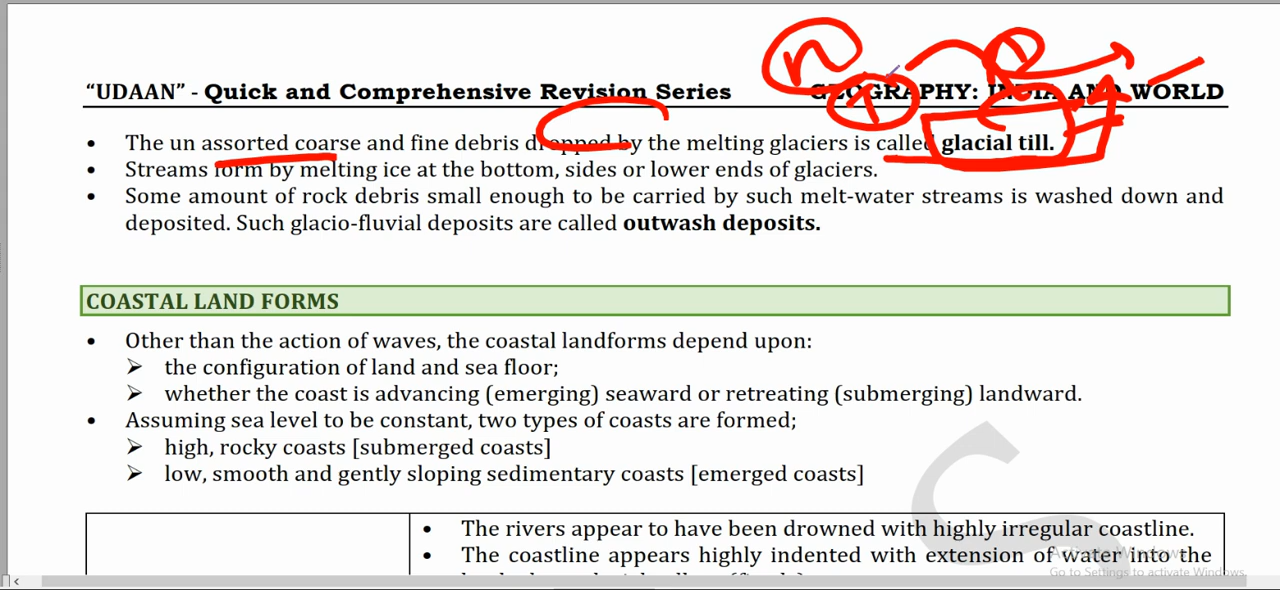 “UDAAN” - Quick and Comprehensive Revision Series GEOGRAPHY: INDIA AND WORLD
• The un assorted coarse and fine debris dropped by the melting glaciers is called glacial till.
• Streams form by melting ice at the bottom, sides or lower ends of glaciers.
• Some amount of rock debris small enough to be carried by such melt-water streams is washed down and
deposited. Such glacio-fluvial deposits are called outwash deposits.
COASTAL LAND FORMS
• Other than the action of waves, the coastal landforms depend upon:
➢ the configuration of land and sea floor;
➢ whether the coast is advancing (emerging) seaward or retreating (submerging) landward.
• Assuming sea level to be constant, two types of coasts are formed;
➢ high, rocky coasts [submerged coasts]
➢ low, smooth and gently sloping sedimentary coasts [emerged coasts]
• The rivers appear to have been drowned with highly irregular coastline.
• The coastline appears highly indented with extension of water into the
Activate Windows
Go to Settings to activate Windows.